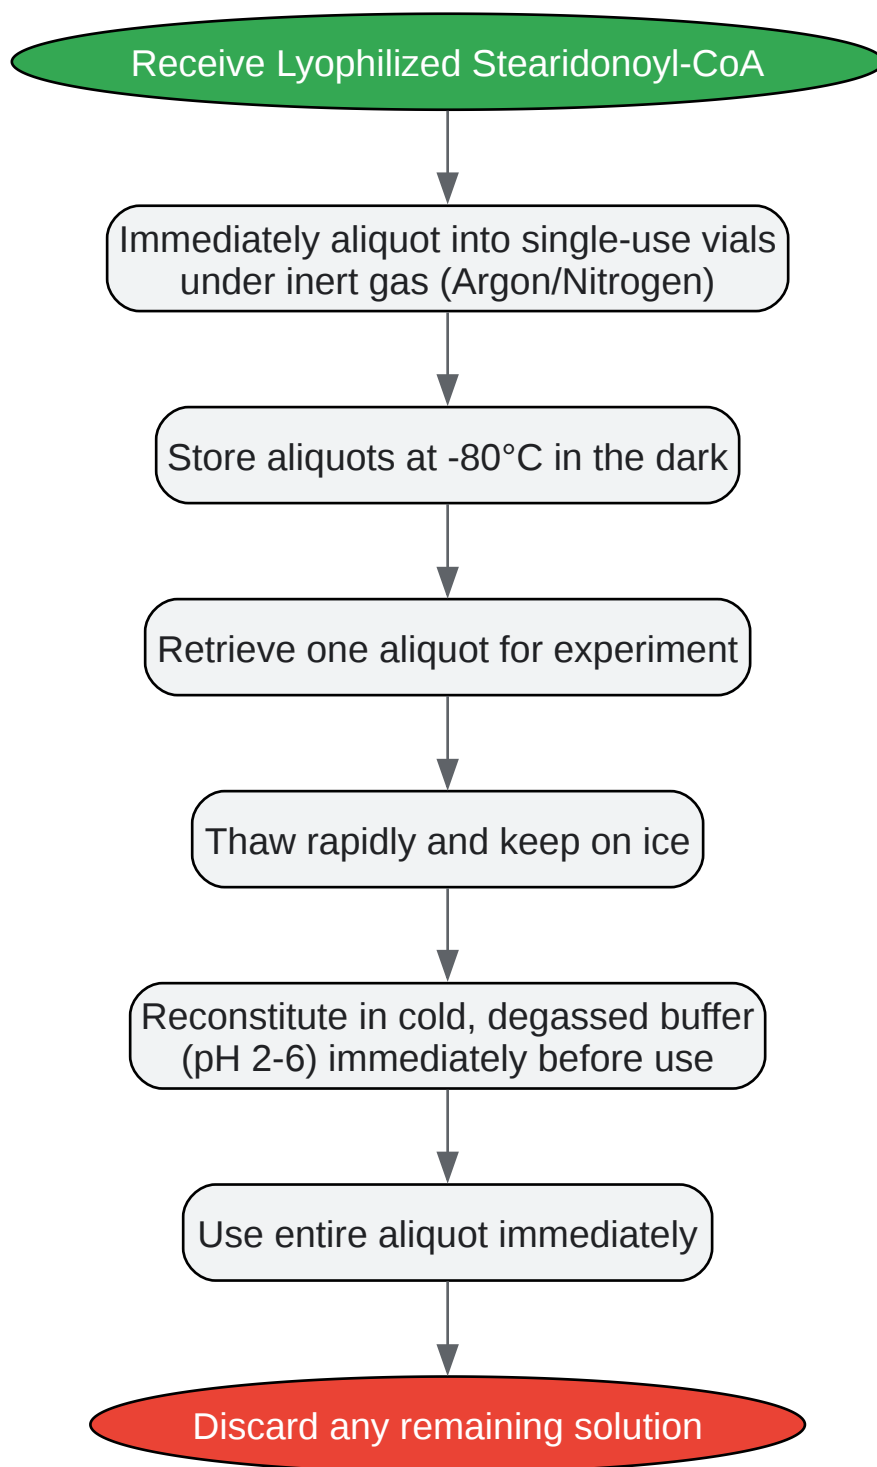 Receive Lyophilized Stearidonoyl-CoA
Immediately aliquot into single-use vials
under inert gas (Argon/Nitrogen)
Store aliquots at -80°C in the dark
Retrieve one aliquot for experiment
Thaw rapidly and keep on ice
Reconstitute in cold, degassed buffer
(pH 2-6) immediately before use
Use entire aliquot immediately
Discard any remaining solution